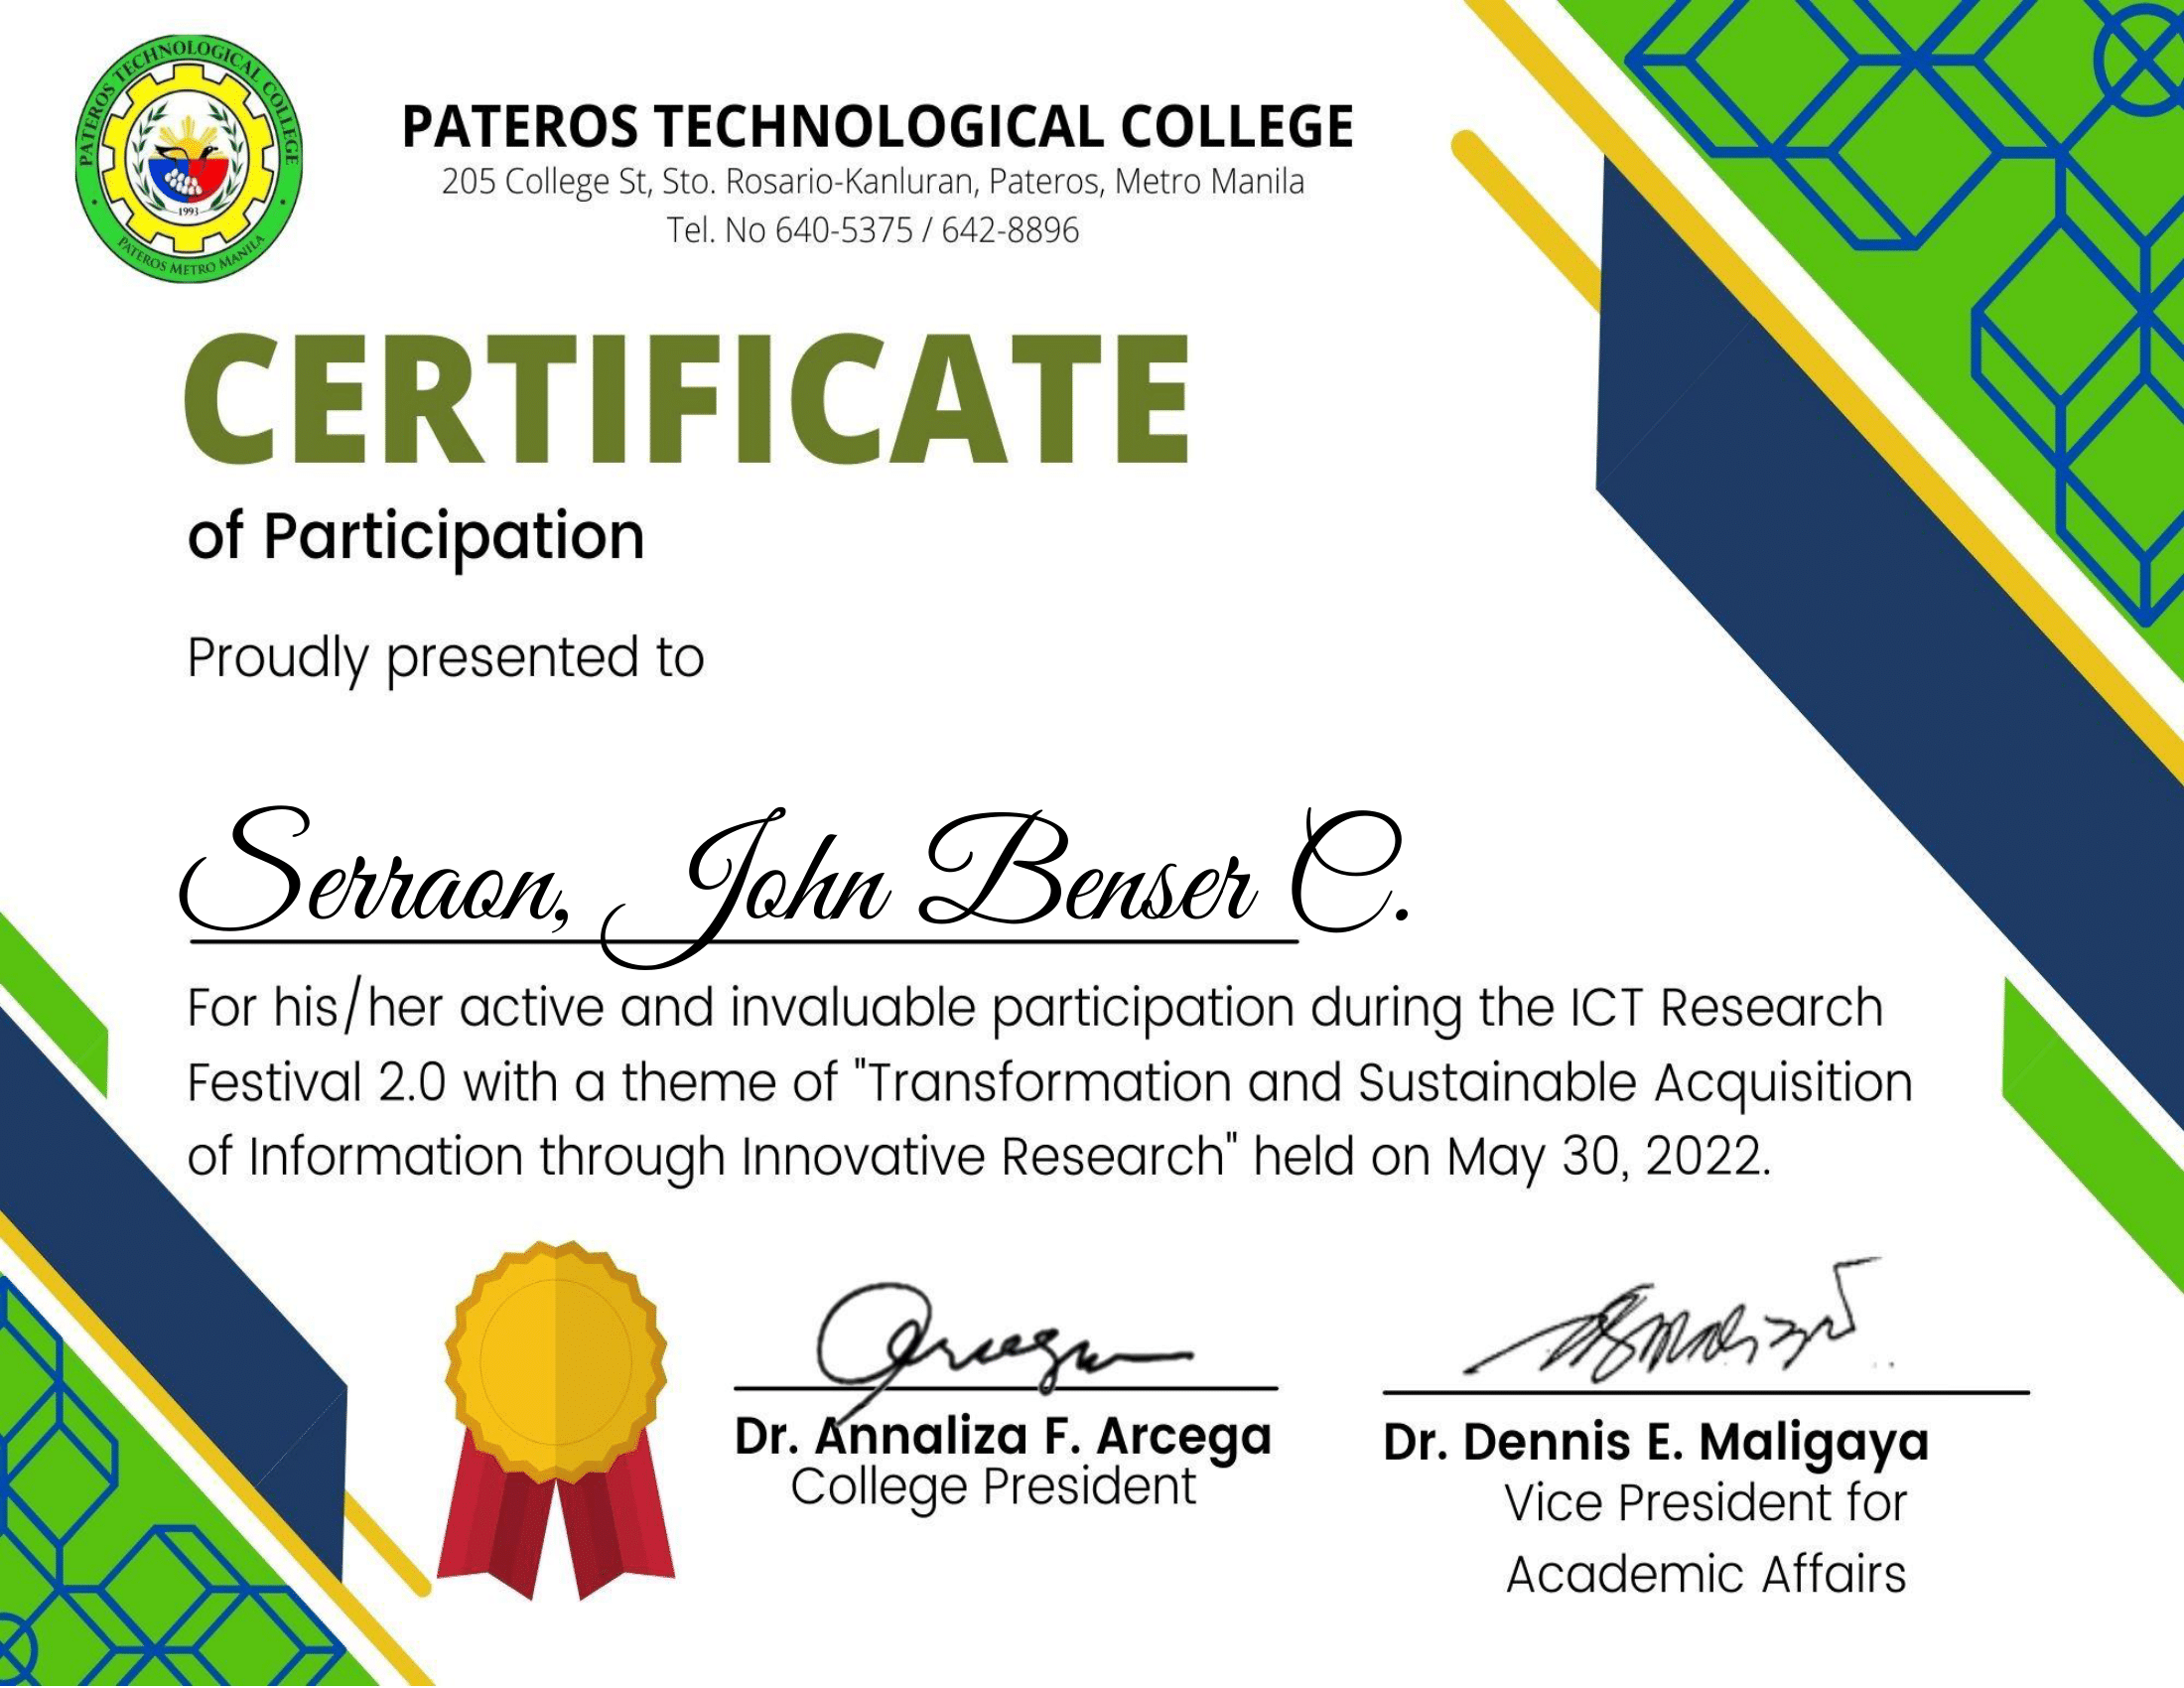 PATEROS TECHNOLOGICAL COLLEGE
1993
PATEROS METRO MANILA
PATEROS TECHNOLOGICAL COLLEGE
205 College St, Sto. Rosario-Kanluran, Pateros, Metro Manila
Tel. No 640-5375 / 642-8896
CERTIFICATE
of Participation
Proudly presented to
Serraon, John Benser C.
For his/her active and invaluable participation during the ICT Research
Festival 2.0 with a theme of "Transformation and Sustainable Acquisition
of Information through Innovative Research" held on May 30, 2022.
Dr. Annaliza F. Arcega
College President
Dr. Dennis E. Maligaya
Vice President for
Academic Affairs